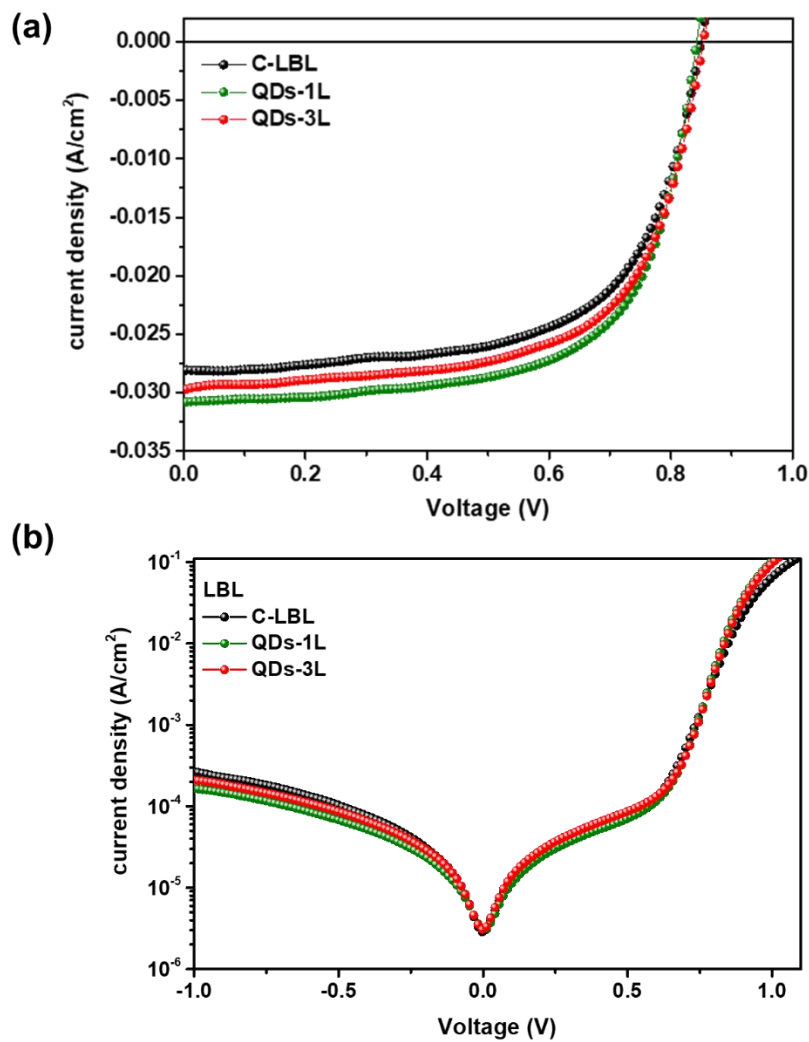 (a)
0.000
-0.005
-0.010
-0.015
-0.020
-0.025
-0.030
-0.035
current density (A/cm²)
C-LBL
QDs-1L
QDs-3L
0.0 0.2 0.4 0.6 0.8 1.0
Voltage (V)
(b)
10⁻¹
10⁻²
10⁻³
10⁻⁴
10⁻⁵
10⁻⁶
current density (A/cm²)
LBL
C-LBL
QDs-1L
QDs-3L
-1.0 -0.5 0.0 0.5 1.0
Voltage (V)